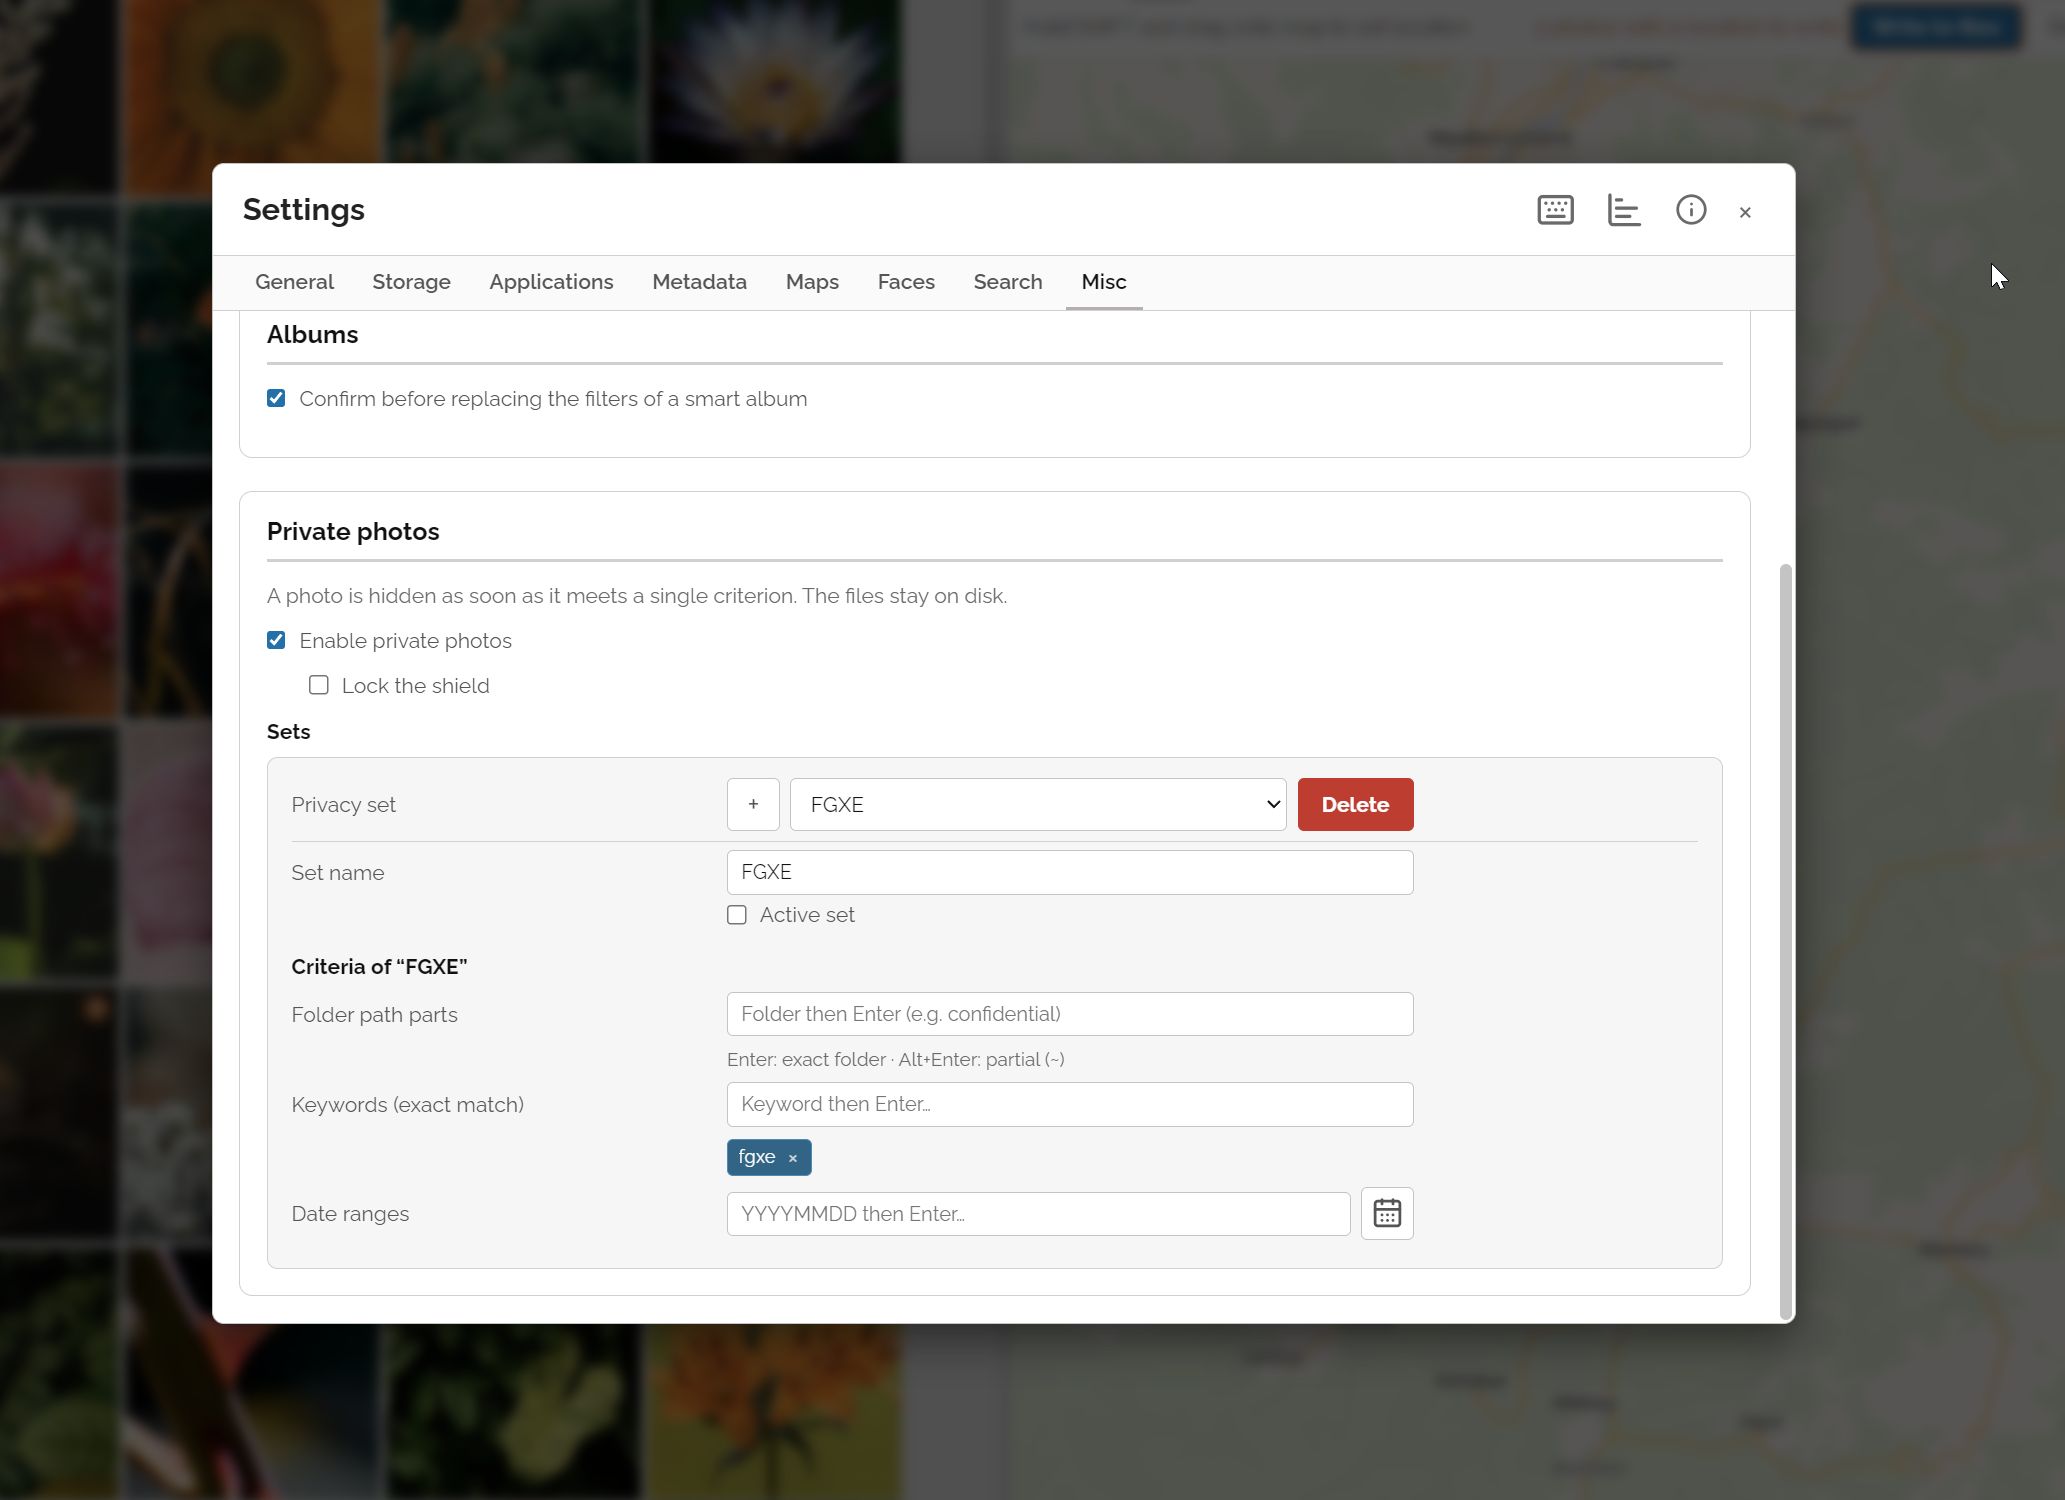 Settings
×
General Storage Applications Metadata Maps Faces Search Misc
Albums
Confirm before replacing the filters of a smart album
Private photos
A photo is hidden as soon as it meets a single criterion. The files stay on disk.
Enable private photos
Lock the shield
Sets
Privacy set + FGXE Delete
Set name FGXE
Active set
Criteria of “FGXE”
Folder path parts Folder then Enter (e.g. confidential)
Enter: exact folder · Alt+Enter: partial (~)
Keywords (exact match) Keyword then Enter…
fgxe ×
Date ranges YYYYMMDD then Enter…